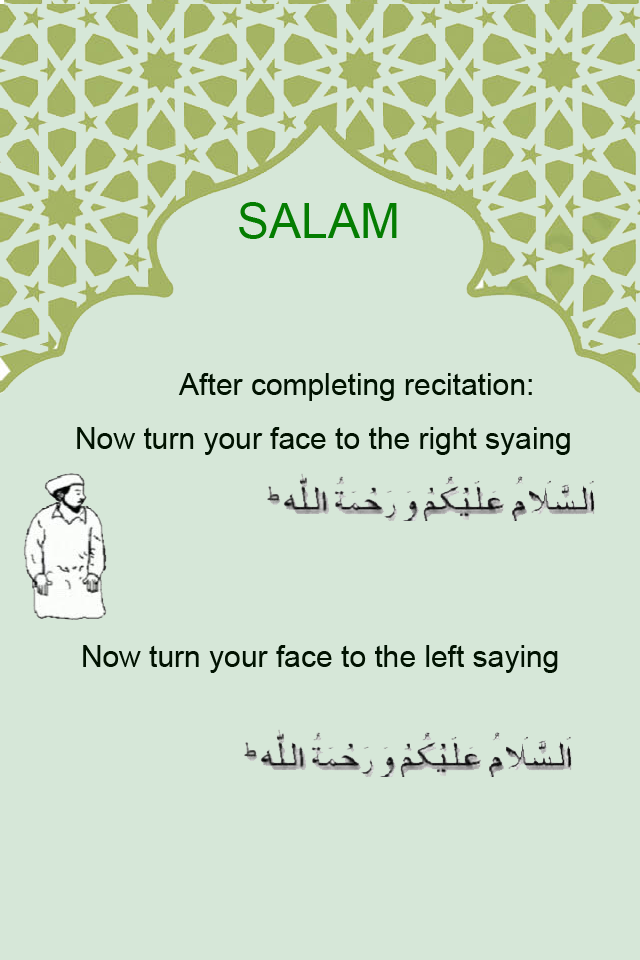 SALAM
After completing recitation:
Now turn your face to the right syaing
اَلسَّلَامُ عَلَيْكُمْ وَ رَحْمَةُ اللّٰه ؕ
Now turn your face to the left saying
اَلسَّلَامُ عَلَيْكُمْ وَ رَحْمَةُ اللّٰه ؕ